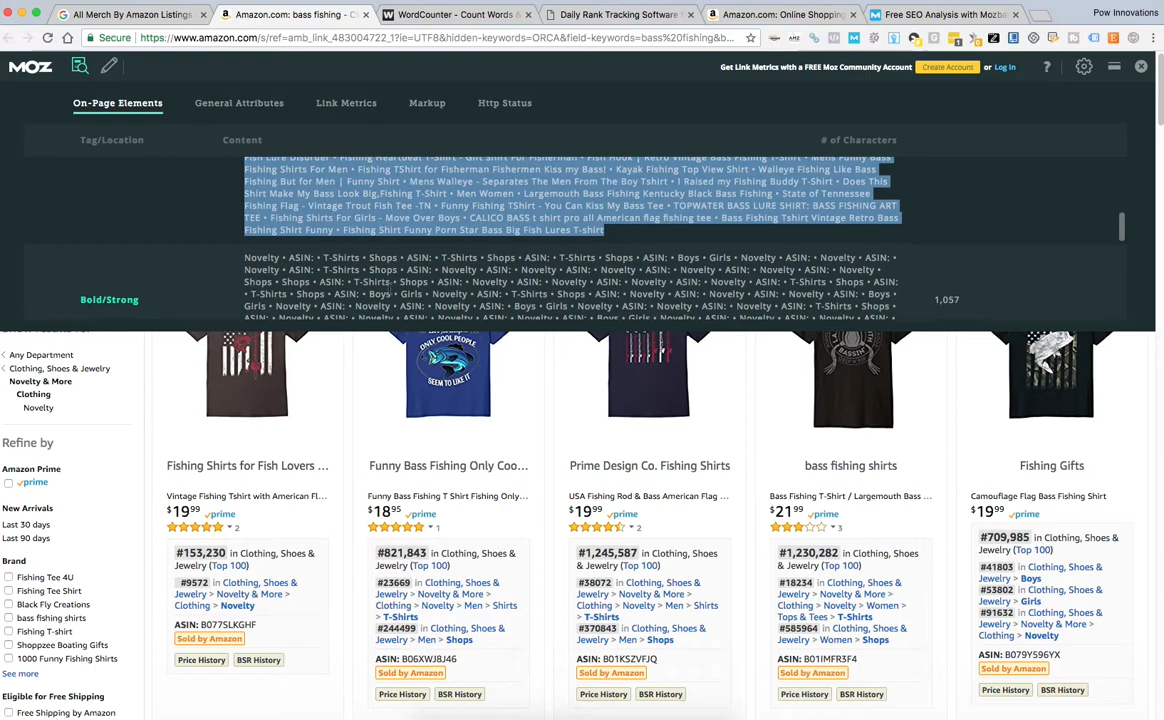 All Merch By Amazon Listings
Amazon.com: bass fishing - C
WordCounter - Count Words &
Daily Rank Tracking Software
Amazon.com: Online Shopping
Free SEO Analysis with Mozba
Pow Innovations
Secure
https://www.amazon.com/s/ref=amb_link_483004722_1?ie=UTF8&hidden-keywords=ORCA&field-keywords=bass%20fishing&b...
MOZ
Get Link Metrics with a FREE Moz Community Account
Create Account
or Log In
?
On-Page Elements
General Attributes
Link Metrics
Markup
Http Status
Tag/Location
Content
# of Characters
Fish Lure Disorder • Fishing Heartbeat T-Shirt - Gift Shirt For Fisherman • Fish Hook | Retro Vintage Bass Fishing T-Shirt • Mens Funny Bass
Fishing Shirts For Men • Fishing TShirt for Fisherman Fishermen Kiss my Bass! • Kayak Fishing Top View Shirt • Walleye Fishing Like Bass
Fishing But for Men | Funny Shirt • Mens Walleye - Separates The Men From The Boy Tshirt • I Raised my Fishing Buddy T-Shirt • Does This
Shirt Make My Bass Look Big,Fishing T-Shirt • Men Women • Largemouth Bass Fishing Kentucky Black Bass Fishing • State of Tennessee
Fishing Flag - Vintage Trout Fish Tee -TN • Funny Fishing TShirt - You Can Kiss My Bass Tee • TOPWATER BASS LURE SHIRT: BASS FISHING ART
TEE • Fishing Shirts For Girls - Move Over Boys • CALICO BASS t shirt pro all American flag fishing tee • Bass Fishing Tshirt Vintage Retro Bass
Fishing Shirt Funny • Fishing Shirt Funny Porn Star Bass Big Fish Lures T-shirt
Novelty • ASIN: • T-Shirts • Shops • ASIN: • T-Shirts • Shops • ASIN: • T-Shirts • Shops • ASIN: • Boys • Girls • Novelty • ASIN: • Novelty • ASIN: •
Novelty • ASIN: • T-Shirts • Shops • ASIN: • Novelty • ASIN: • Novelty • ASIN: • Novelty • ASIN: • Novelty • ASIN: • Novelty • ASIN: • Novelty •
Shops • Shops • ASIN: • T-Shirts • Shops • ASIN: • Novelty • ASIN: • Novelty • ASIN: • Novelty • ASIN: • Novelty • ASIN: • T-Shirts • Shops • ASIN:
• T-Shirts • Shops • ASIN: • Boys • Girls • Novelty • ASIN: • T-Shirts • Shops • ASIN: • Novelty • ASIN: • Novelty • ASIN: • Novelty • ASIN: • Boys •
Girls • Novelty • ASIN: • Novelty • ASIN: • Novelty • ASIN: • Boys • Girls • Novelty • ASIN: • Novelty • ASIN: • Novelty • ASIN: • T-Shirts • Shops •
Bold/Strong
1,057
Any Department
Clothing, Shoes & Jewelry
Novelty & More
Clothing
Novelty
Refine by
Amazon Prime
prime
New Arrivals
Last 30 days
Last 90 days
Brand
Fishing Tee 4U
Fishing Tee Shirt
Black Fly Creations
bass fishing shirts
Fishing T-shirt
Shoppzee Boating Gifts
1000 Funny Fishing Shirts
See more
Eligible for Free Shipping
Free Shipping by Amazon
Fishing Shirts for Fish Lovers ...
Vintage Fishing Tshirt with American Fl...
$19 99 prime
2
#153,230 in Clothing, Shoes &
Jewelry (Top 100)
#9572 in Clothing, Shoes &
Jewelry > Novelty & More >
Clothing > Novelty
ASIN: B077SLKGHF
Sold by Amazon
Price History
BSR History
ONLY COOL PEOPLE
SEEM TO LIKE IT
Funny Bass Fishing Only Coo...
Funny Bass Fishing T Shirt Fishing Only...
$18 95 prime
1
#821,843 in Clothing, Shoes &
Jewelry (Top 100)
#23669 in Clothing, Shoes &
Jewelry > Novelty & More >
Clothing > Novelty > Men > Shirts
> T-Shirts
#244499 in Clothing, Shoes &
Jewelry > Men > Shops
ASIN: B06XWJ8J46
Sold by Amazon
Price History
BSR History
Prime Design Co. Fishing Shirts
USA Fishing Rod & Bass American Flag ...
$19 99 prime
2
#1,245,587 in Clothing, Shoes
& Jewelry (Top 100)
#38072 in Clothing, Shoes &
Jewelry > Novelty & More >
Clothing > Novelty > Men > Shirts
> T-Shirts
#370843 in Clothing, Shoes &
Jewelry > Men > Shops
ASIN: B01KSZVFJQ
Sold by Amazon
Price History
BSR History
bass fishing shirts
Bass Fishing T-Shirt / Largemouth Bass ...
$21 99 prime
3
#1,230,282 in Clothing, Shoes
& Jewelry (Top 100)
#18234 in Clothing, Shoes &
Jewelry > Novelty & More >
Clothing > Novelty > Women >
Tops & Tees > T-Shirts
#585964 in Clothing, Shoes &
Jewelry > Women > Shops
ASIN: B01IMFR3F4
Sold by Amazon
Price History
BSR History
Fishing Gifts
Camouflage Flag Bass Fishing Shirt
$19 99 prime
#709,985 in Clothing, Shoes &
Jewelry (Top 100)
#41803 in Clothing, Shoes &
Jewelry > Boys
#53802 in Clothing, Shoes &
Jewelry > Girls
#91632 in Clothing, Shoes &
Jewelry > Novelty & More >
Clothing > Novelty
ASIN: B079Y596YX
Sold by Amazon
Price History
BSR History